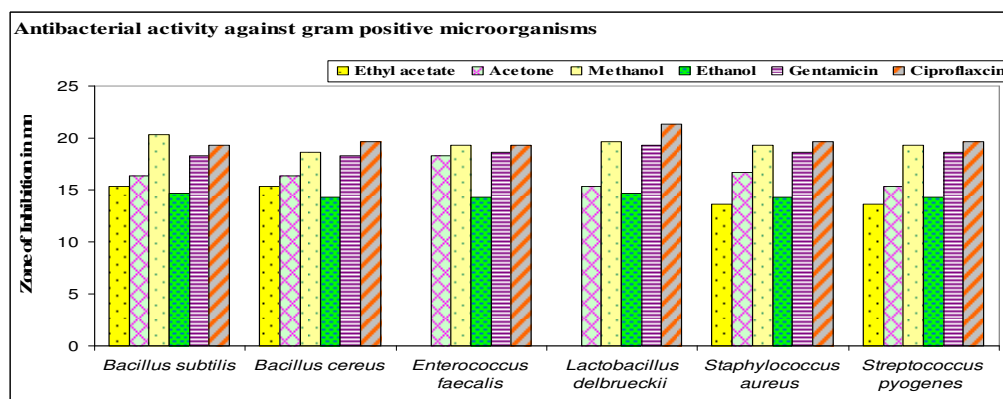 Antibacterial activity against gram positive microorganisms
Ethyl acetate Acetone Methanol Ethanol Gentamicin Ciproflaxcin
Zone of Inhibition in mm
25
20
15
10
5
0
Bacillus subtilis Bacillus cereus Enterococcus faecalis Lactobacillus delbrueckii Staphylococcus aureus Streptococcus pyogenes